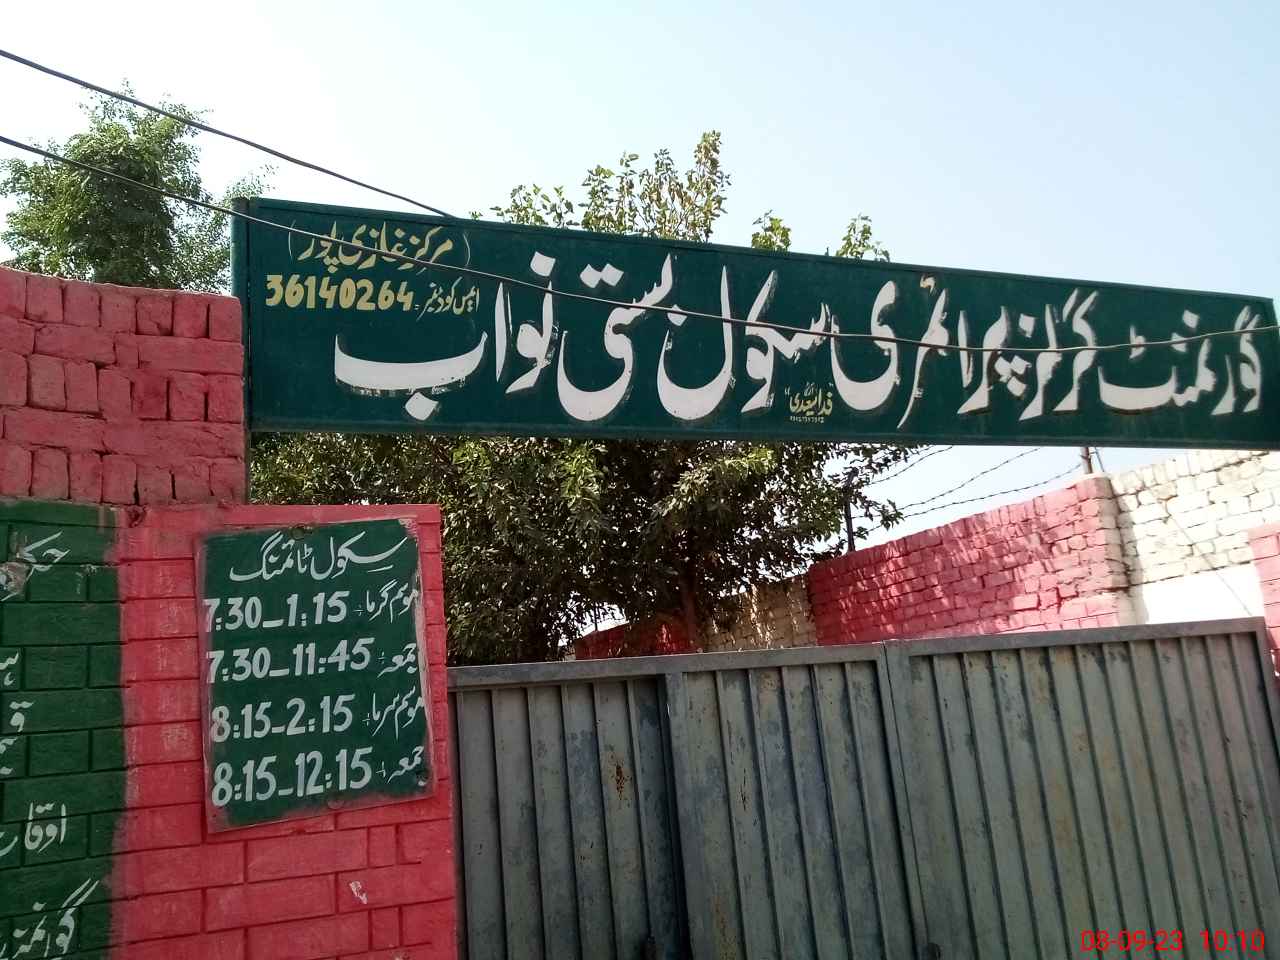 گورنمنٹ گرلز پرائمری سکول بستی نواب
(مرکز غازی پور)
ایمس کوڈ نمبر۔ 36140264
سکول ٹائمنگ
موسم گرما:۔ 7:30_1:15
جمعہ:۔ 7:30_11:45
موسم سرما:۔ 8:15_2:15
جمعہ:۔ 8:15_12:15
08-09-23 10:10